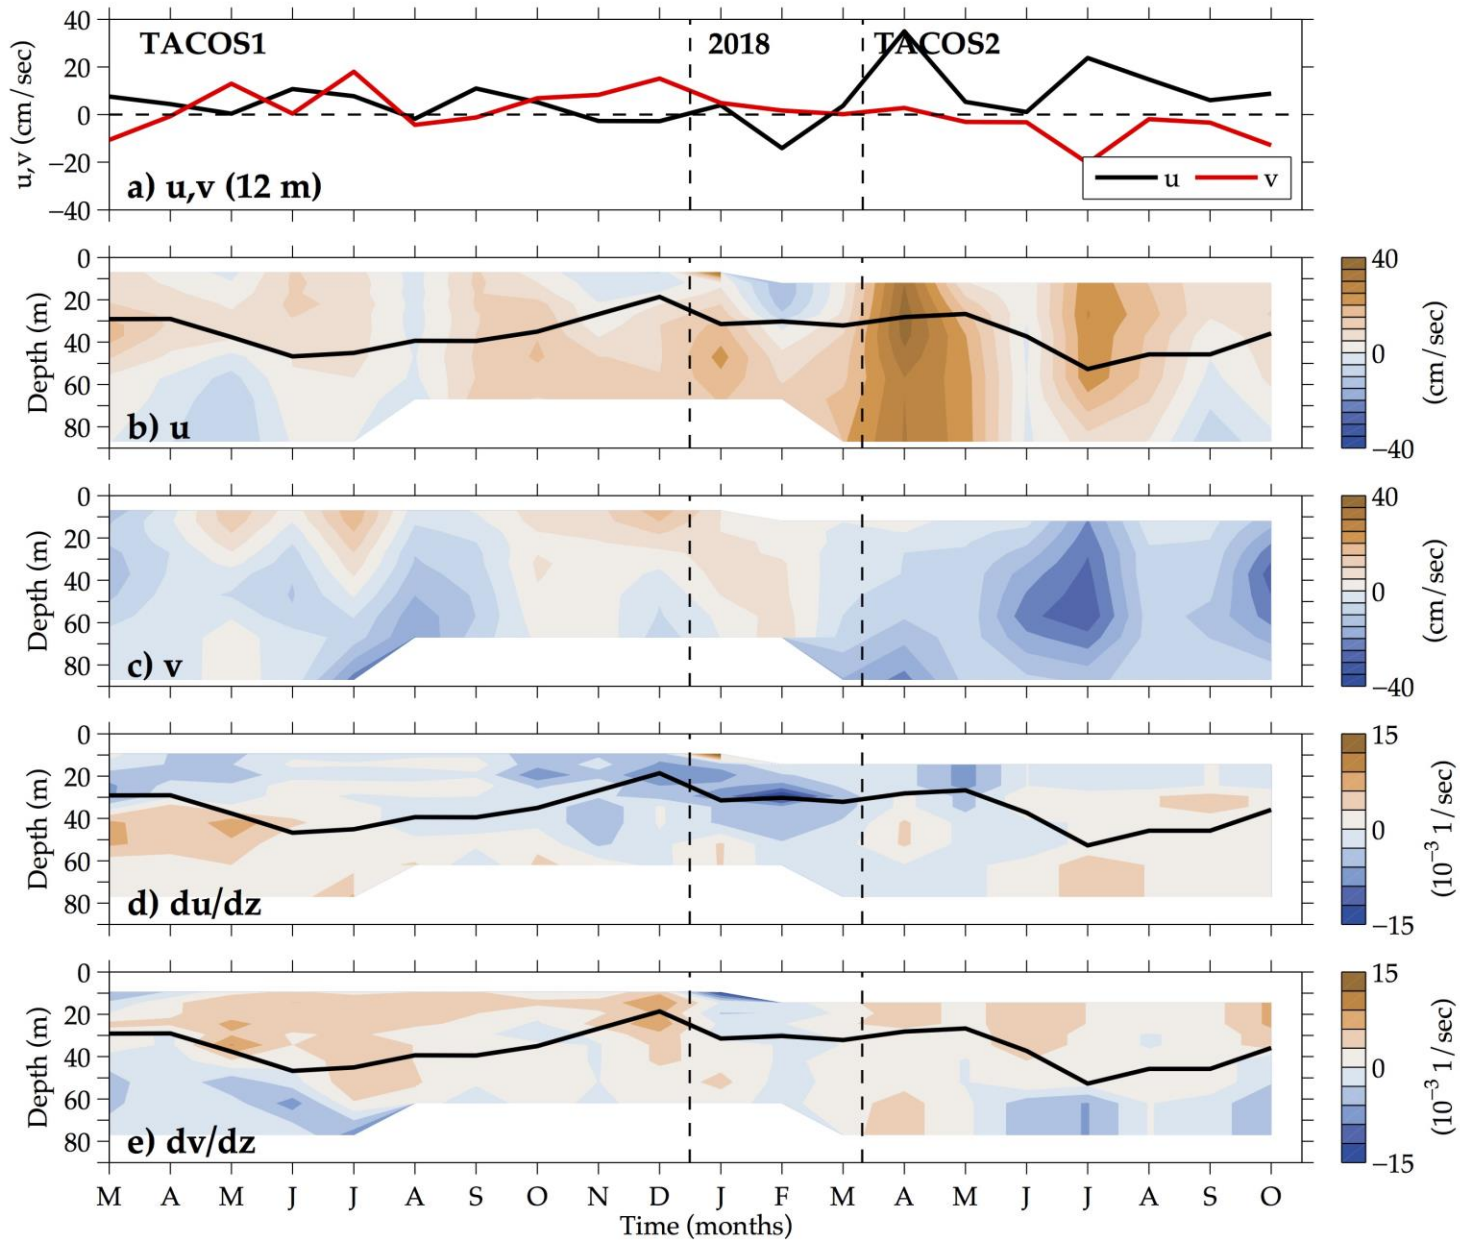 40
20
0
−20
−40
u,v (cm/sec)
TACOS1
2018
TACOS2
a) u,v (12 m)
u
v
0
20
40
60
80
Depth (m)
b) u
40
0
−40
(cm/sec)
0
20
40
60
80
Depth (m)
c) v
40
0
−40
(cm/sec)
0
20
40
60
80
Depth (m)
d) du/dz
15
0
−15
(10⁻³ 1/sec)
0
20
40
60
80
Depth (m)
e) dv/dz
15
0
−15
(10⁻³ 1/sec)
M A M J J A S O N D J F M A M J J A S O
Time (months)